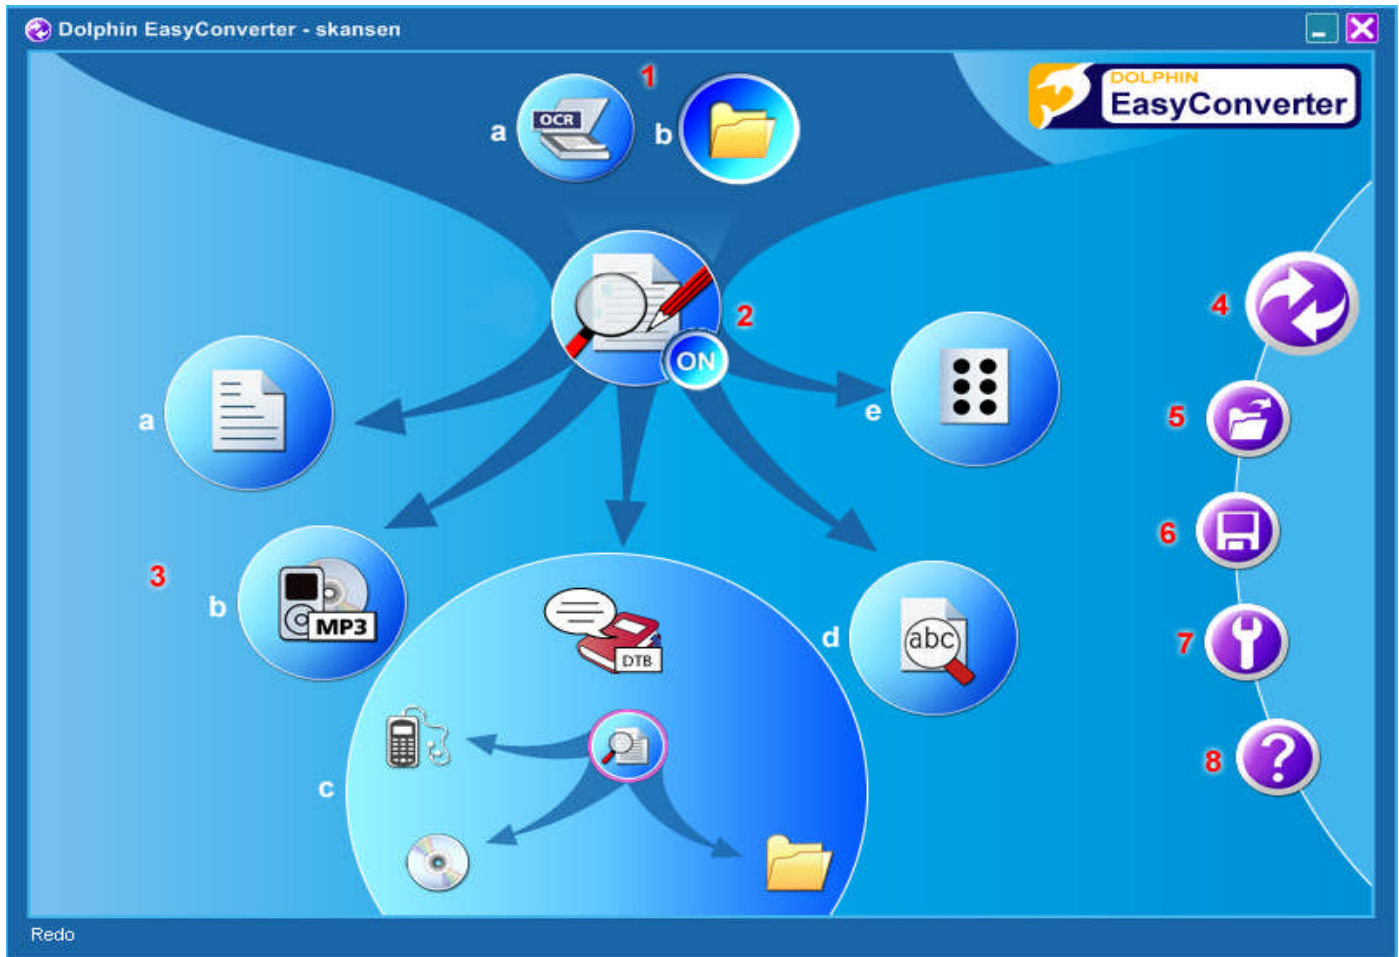 Dolphin EasyConverter - skansen
DOLPHIN
EasyConverter
1
a
OCR
b
2
ON
4
a
e
5
3
b
MP3
6
d
abc
DTB
7
c
8
Redo